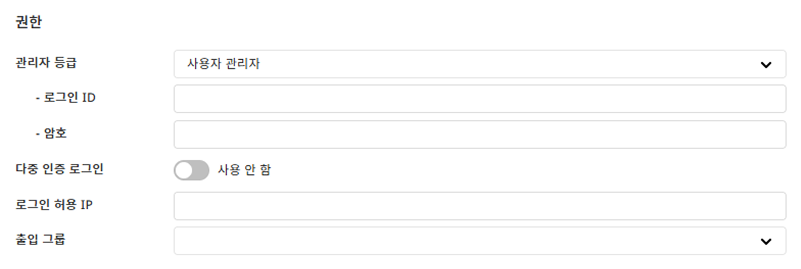 권한
관리자 등급
사용자 관리자
- 로그인 ID
- 암호
다중 인증 로그인
사용 안 함
로그인 허용 IP
출입 그룹